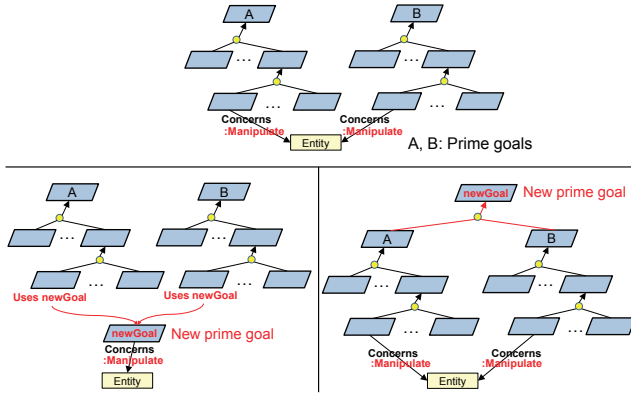 A
B
...
...
...
...
Concerns
:Manipulate
Concerns
:Manipulate
Entity
A, B: Prime goals
A
B
...
...
...
...
Uses newGoal
Uses newGoal
newGoal
New prime goal
Concerns
:Manipulate
Entity
newGoal
New prime goal
A
B
...
...
...
...
Concerns
:Manipulate
Concerns
:Manipulate
Entity